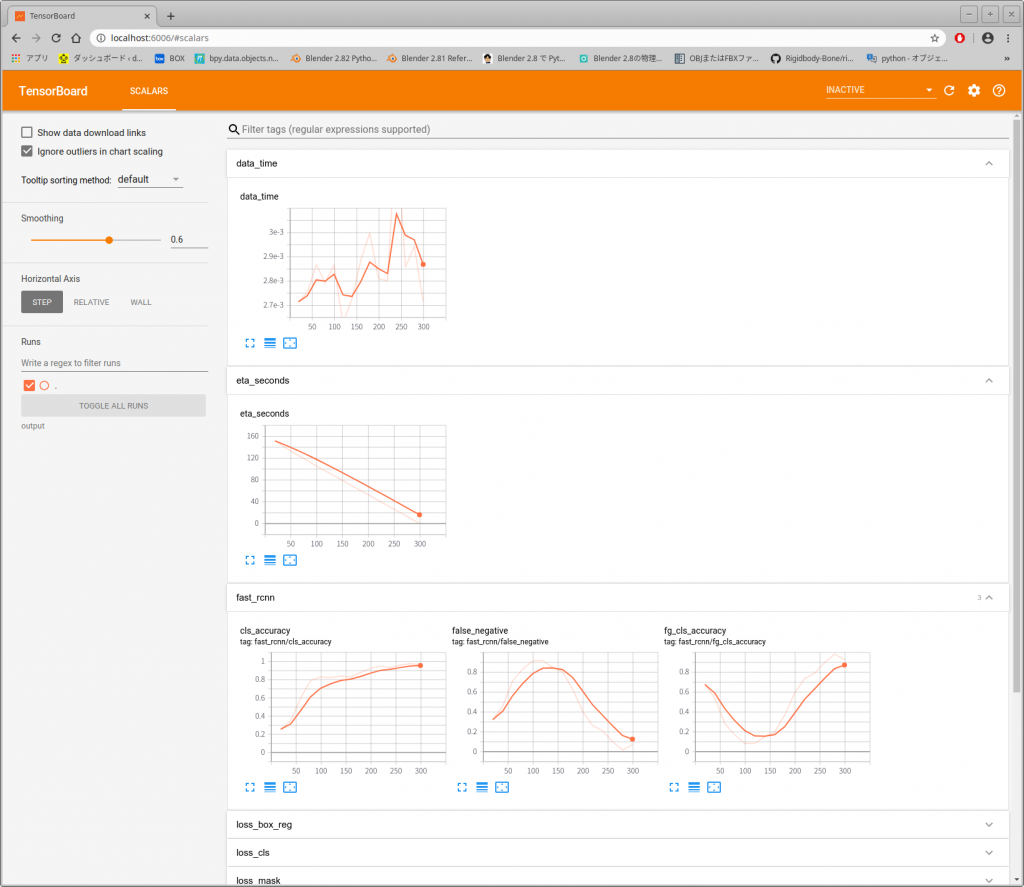 TensorBoard
localhost:6006/#scalars
アプリ ダッシュボード ‹ d... BOX bpy.data.objects.n... Blender 2.82 Pytho... Blender 2.81 Refer... Blender 2.8 で Pyt... Blender 2.8の物理... OBJまたはFBXファ... Rigidbody-Bone/ri... python - オブジェ... »
TensorBoard SCALARS INACTIVE
Show data download links
Ignore outliers in chart scaling
Tooltip sorting method: default
Smoothing
0.6
Horizontal Axis
STEP RELATIVE WALL
Runs
Write a regex to filter runs
.
TOGGLE ALL RUNS
output
Filter tags (regular expressions supported)
data_time
data_time
3e-3
2.9e-3
2.8e-3
2.7e-3
50 100 150 200 250 300
eta_seconds
eta_seconds
160
120
80
40
0
50 100 150 200 250 300
fast_rcnn 3
cls_accuracy
tag: fast_rcnn/cls_accuracy
1
0.8
0.6
0.4
0.2
0
50 100 150 200 250 300
false_negative
tag: fast_rcnn/false_negative
0.8
0.6
0.4
0.2
0
50 100 150 200 250 300
fg_cls_accuracy
tag: fast_rcnn/fg_cls_accuracy
0.8
0.6
0.4
0.2
0
50 100 150 200 250 300
loss_box_reg
loss_cls
loss_mask